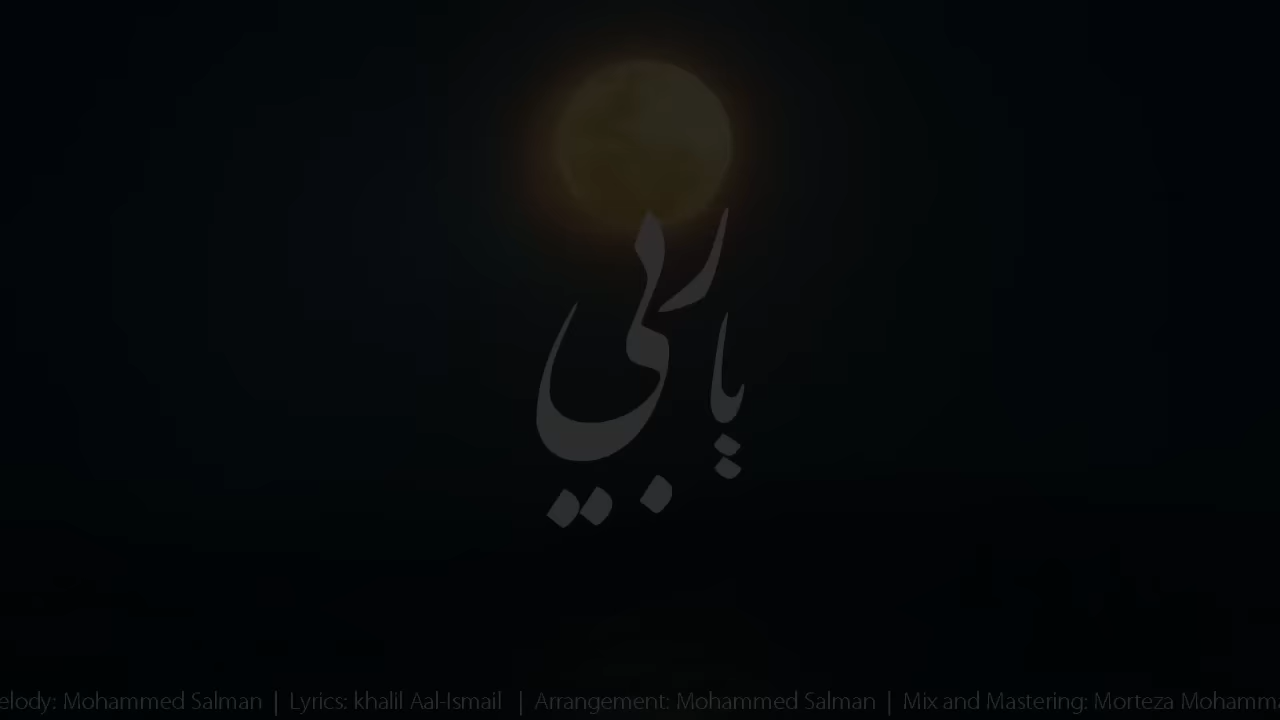 يا ربي
elody: Mohammed Salman | Lyrics: khalil Aal-Ismail | Arrangement: Mohammed Salman | Mix and Mastering: Morteza Mohamm